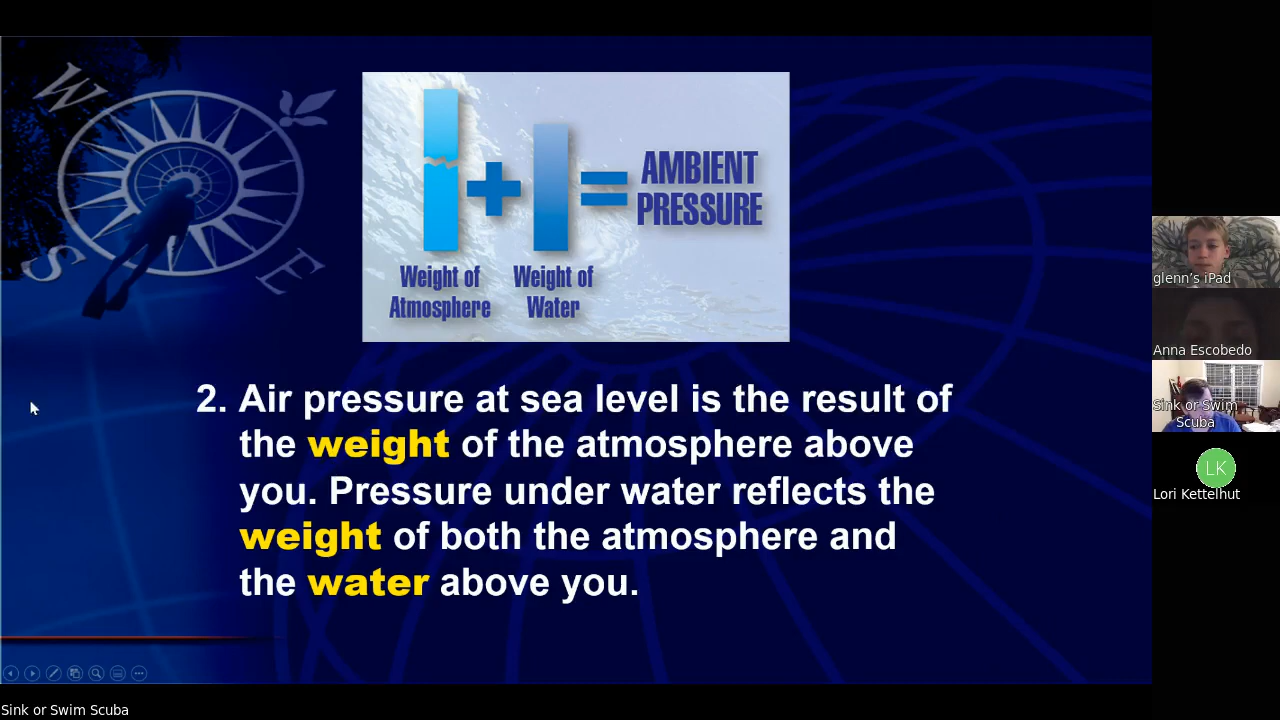 W
S
E
AMBIENT
PRESSURE
Weight of
Atmosphere
Weight of
Water
2. Air pressure at sea level is the result of
the weight of the atmosphere above
you. Pressure under water reflects the
weight of both the atmosphere and
the water above you.
glenn's iPad
Anna Escobedo
Sink or Swim
Scuba
LK
Lori Kettelhut
Sink or Swim Scuba